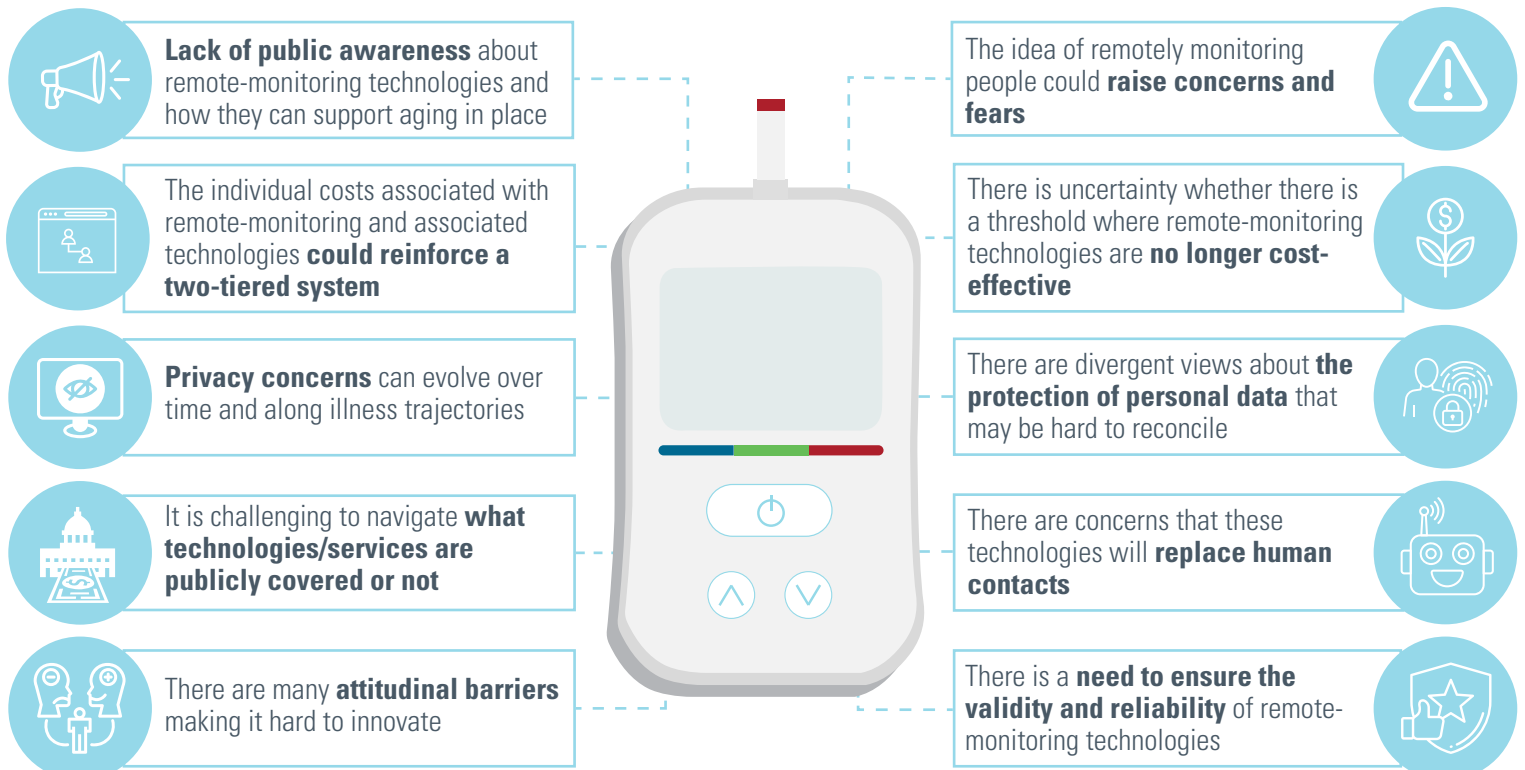 Lack of public awareness about
remote-monitoring technologies and
how they can support aging in place
The individual costs associated with
remote-monitoring and associated
technologies could reinforce a
two-tiered system
Privacy concerns can evolve over
time and along illness trajectories
It is challenging to navigate what
technologies/services are
publicly covered or not
There are many attitudinal barriers
making it hard to innovate
The idea of remotely monitoring
people could raise concerns and
fears
There is uncertainty whether there is
a threshold where remote-monitoring
technologies are no longer cost-
effective
There are divergent views about the
protection of personal data that
may be hard to reconcile
There are concerns that these
technologies will replace human
contacts
There is a need to ensure the
validity and reliability of remote-
monitoring technologies